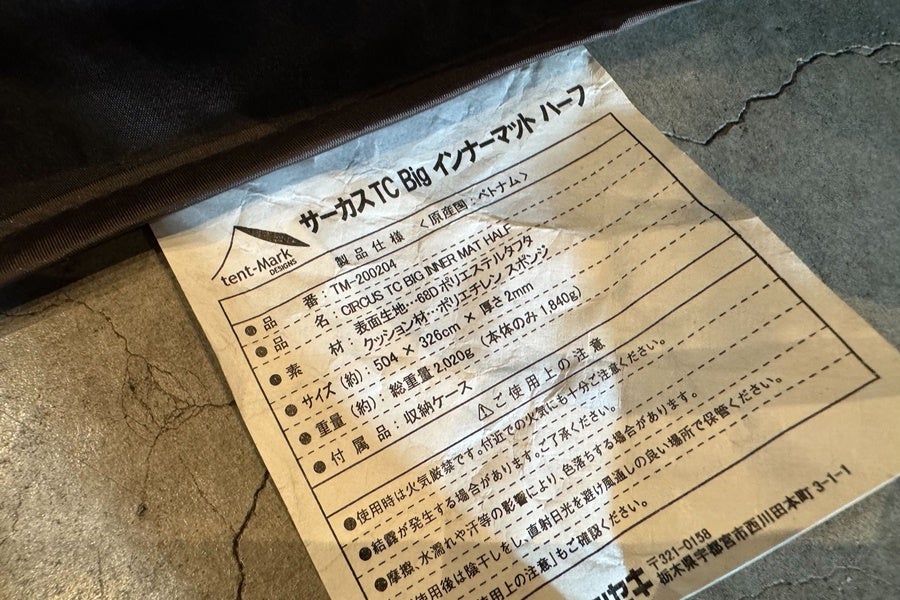 tent-Mark
DESIGNS
サーカスTC Big インナーマット ハーフ
製品仕様 〈原産国:ベトナム〉
●品 番:TM-200204
●品 名:CIRCUS TC BIG INNER MAT HALF
●素 材:表面生地‥68Dポリエステルタフタ
クッション材‥ポリエチレン スポンジ
●サイズ(約):504 × 326cm × 厚さ2mm
●重量(約):総重量2,020g (本体のみ 1,840g)
●付属品:収納ケース
⚠ご使用上の注意
●使用時は火気厳禁です。付近での火気にも十分ご注意ください。
●結露が発生する場合があります。ご了承ください。
●摩擦、水濡れや汗等の影響により、色落ちする場合があります。
使用後は陰干しをし、直射日光を避け風通しの良い場所で保管ください。
使用上の注意」もご確認ください。
〒321-0158
栃木県宇都宮市西川田本町 3-1-1